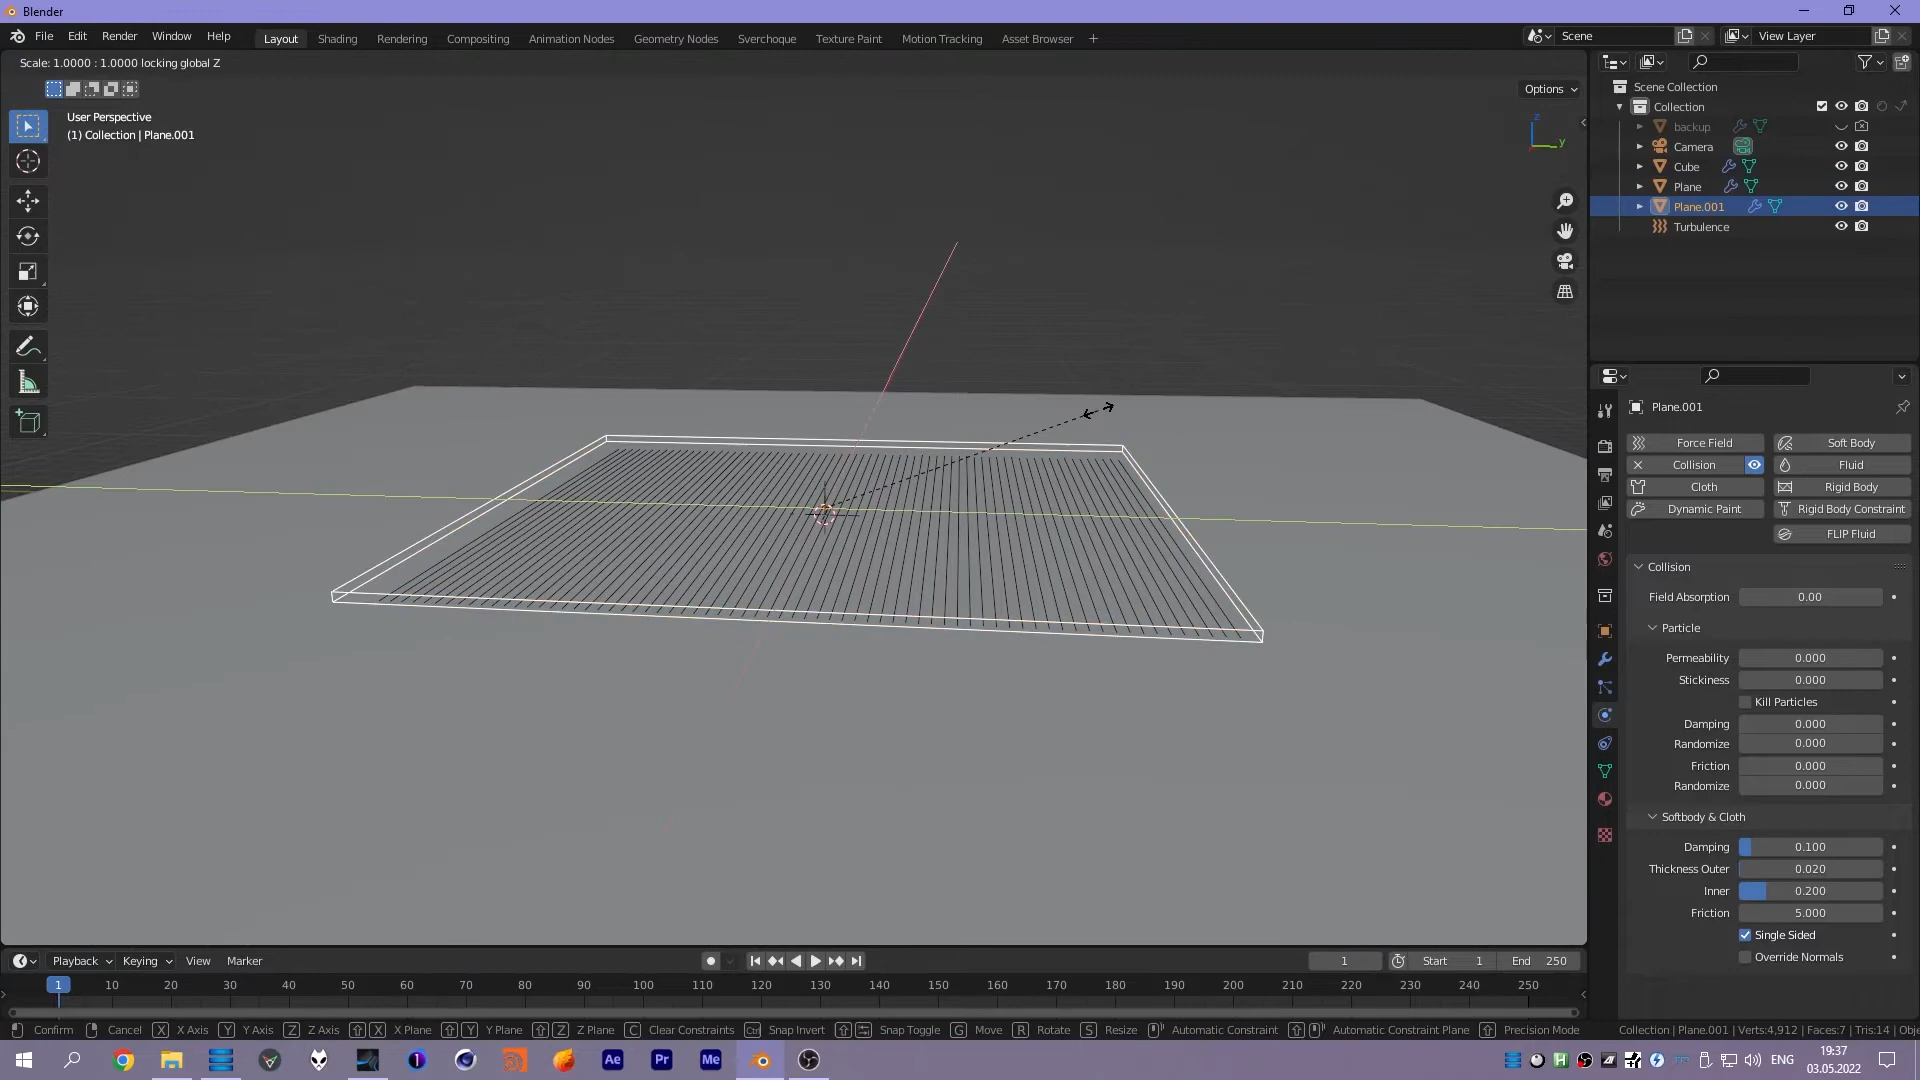 Blender
File Edit Render Window Help
Layout Shading Rendering Compositing Animation Nodes Geometry Nodes Sverchoque Texture Paint Motion Tracking Asset Browser
Scene
View Layer
Scale: 1.0000 : 1.0000 locking global Z
Options
User Perspective
(1) Collection | Plane.001
z
y
Scene Collection
Collection
backup
Camera
Cube
Plane
Plane.001
Turbulence
Plane.001
Force Field Soft Body
Collision Fluid
Cloth Rigid Body
Dynamic Paint Rigid Body Constraint
FLIP Fluid
Collision
Field Absorption 0.00
Particle
Permeability 0.000
Stickiness 0.000
Kill Particles
Damping 0.000
Randomize 0.000
Friction 0.000
Randomize 0.000
Softbody & Cloth
Damping 0.100
Thickness Outer 0.020
Inner 0.200
Friction 5.000
Single Sided
Override Normals
Playback Keying View Marker
1 Start 1 End 250
1 10 20 30 40 50 60 70 80 90 100 110 120 130 140 150 160 170 180 190 200 210 220 230 240 250
Confirm Cancel X X Axis Y Y Axis Z Z Axis X X Plane Y Y Plane Z Z Plane C Clear Constraints Ctrl Snap Invert Snap Toggle G Move R Rotate S Resize Automatic Constraint Automatic Constraint Plane Precision Mode
Collection | Plane.001 | Verts:4,912 | Faces:7 | Tris:14 | Obje
Ae Pr Me
ENG
19:37
03.05.2022